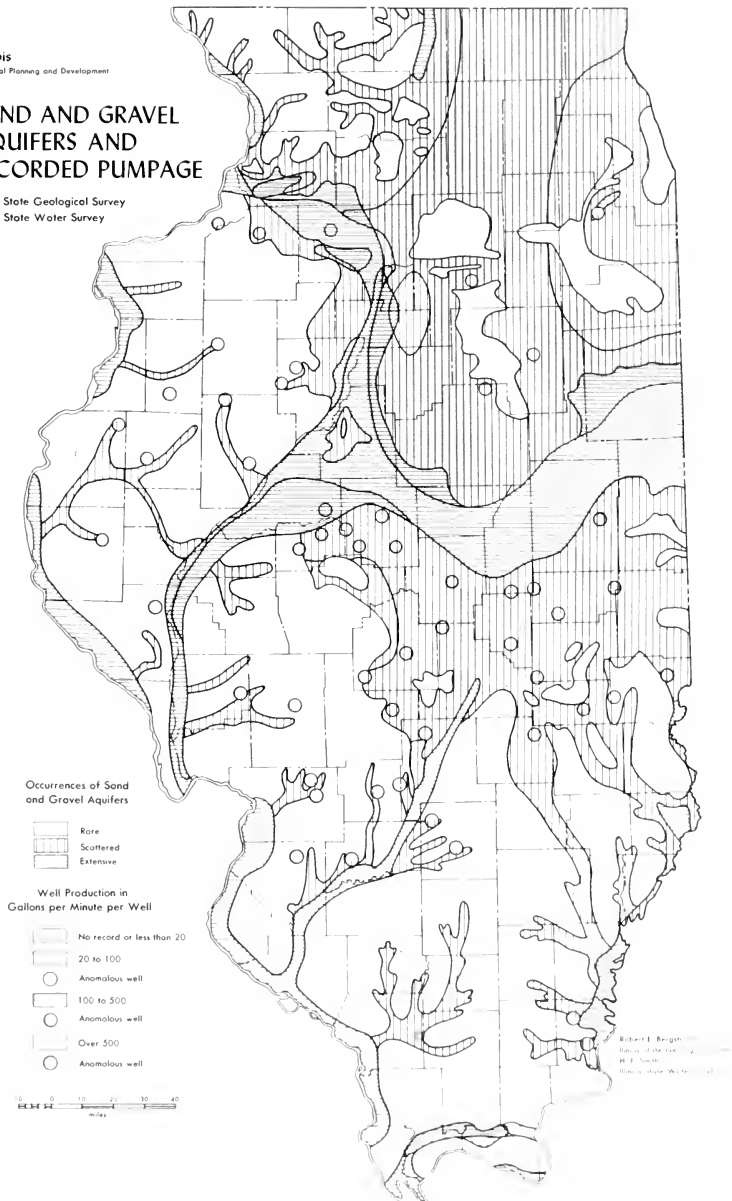 ois
al Planning and Development
ND AND GRAVEL
QUIFERS AND
CORDED PUMPAGE
State Geological Survey
State Water Survey
Occurrences of Sand
and Gravel Aquifers
Rare
Scattered
Extensive
Well Production in
Gallons per Minute per Well
No record or less than 20
20 to 100
Anomalous well
100 to 500
Anomalous well
Over 500
Anomalous well
10 0 10 20 30 40
miles
Robert E.
H. F. Smith
Illinois State Water